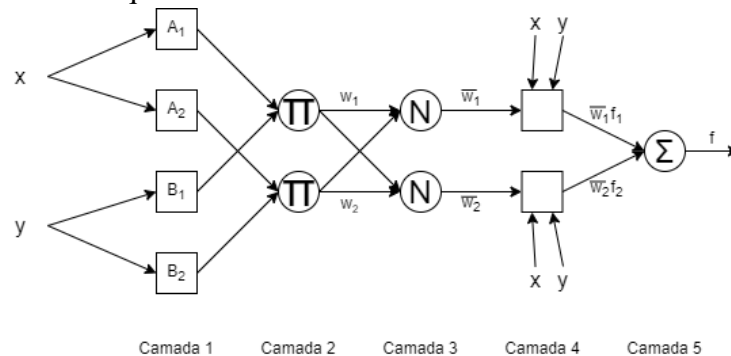 A₁
x y
x
A₂
Π
w₁
N
w̅₁
w̅₁f₁
Σ
f
B₁
Π
w₂
N
w̅₂
w̅₂f₂
y
B₂
x y
Camada 1 Camada 2 Camada 3 Camada 4 Camada 5